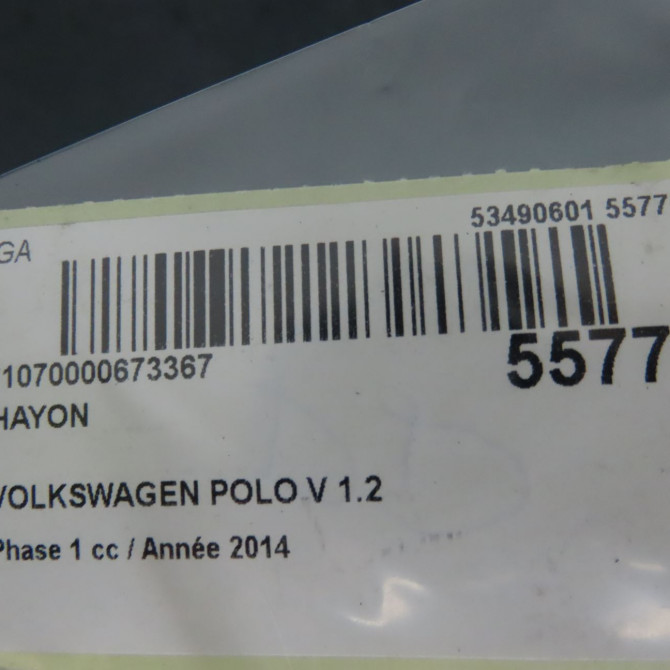 53490601 5577
GA
1070000673367
5577
HAYON
VOLKSWAGEN POLO V 1.2
Phase 1 cc / Année 2014